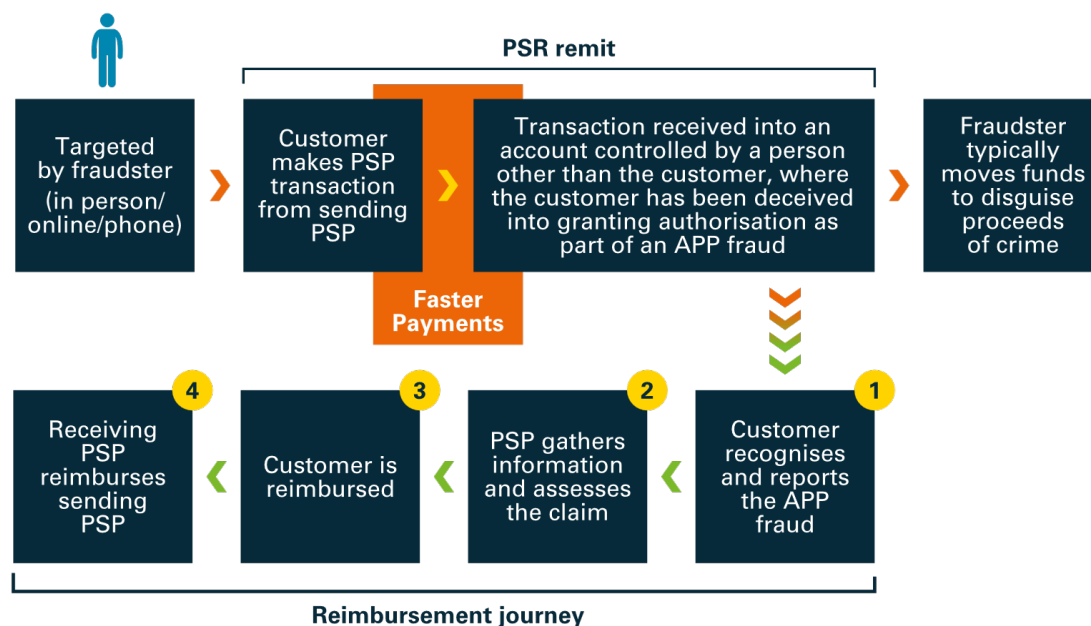 PSR remit
Targeted
by fraudster
(in person/
online/phone)
Customer
makes PSP
transaction
from sending
PSP
Transaction received into an
account controlled by a person
other than the customer, where
the customer has been deceived
into granting authorisation as
part of an APP fraud
Fraudster
typically
moves funds
to disguise
proceeds
of crime
Faster
Payments
1
Customer
recognises
and reports
the APP
fraud
2
PSP gathers
information
and assesses
the claim
3
Customer is
reimbursed
4
Receiving
PSP
reimburses
sending
PSP
Reimbursement journey